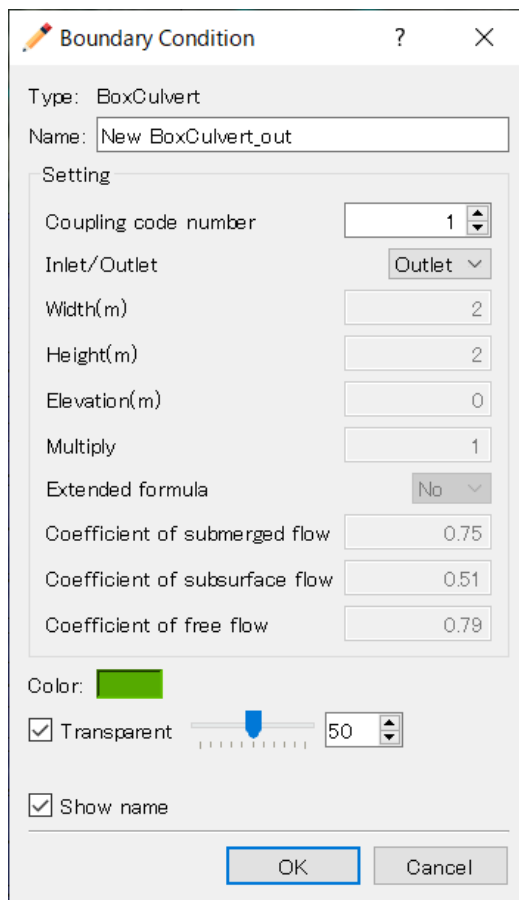 Boundary Condition ? ×
Type: BoxCulvert
Name: New BoxCulvert_out
Setting
Coupling code number 1
Inlet/Outlet Outlet
Width(m) 2
Height(m) 2
Elevation(m) 0
Multiply 1
Extended formula No
Coefficient of submerged flow 0.75
Coefficient of subsurface flow 0.51
Coefficient of free flow 0.79
Color:
Transparent 50
Show name
OK Cancel